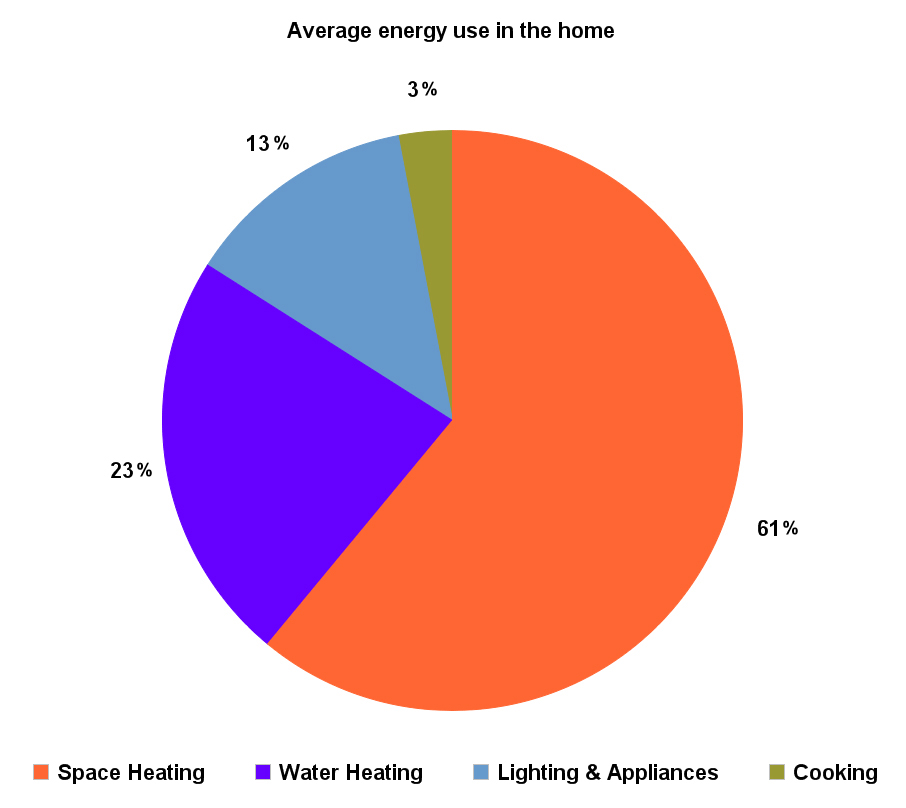 Average energy use in the home
3%
13%
23%
61%
Space Heating
Water Heating
Lighting & Appliances
Cooking